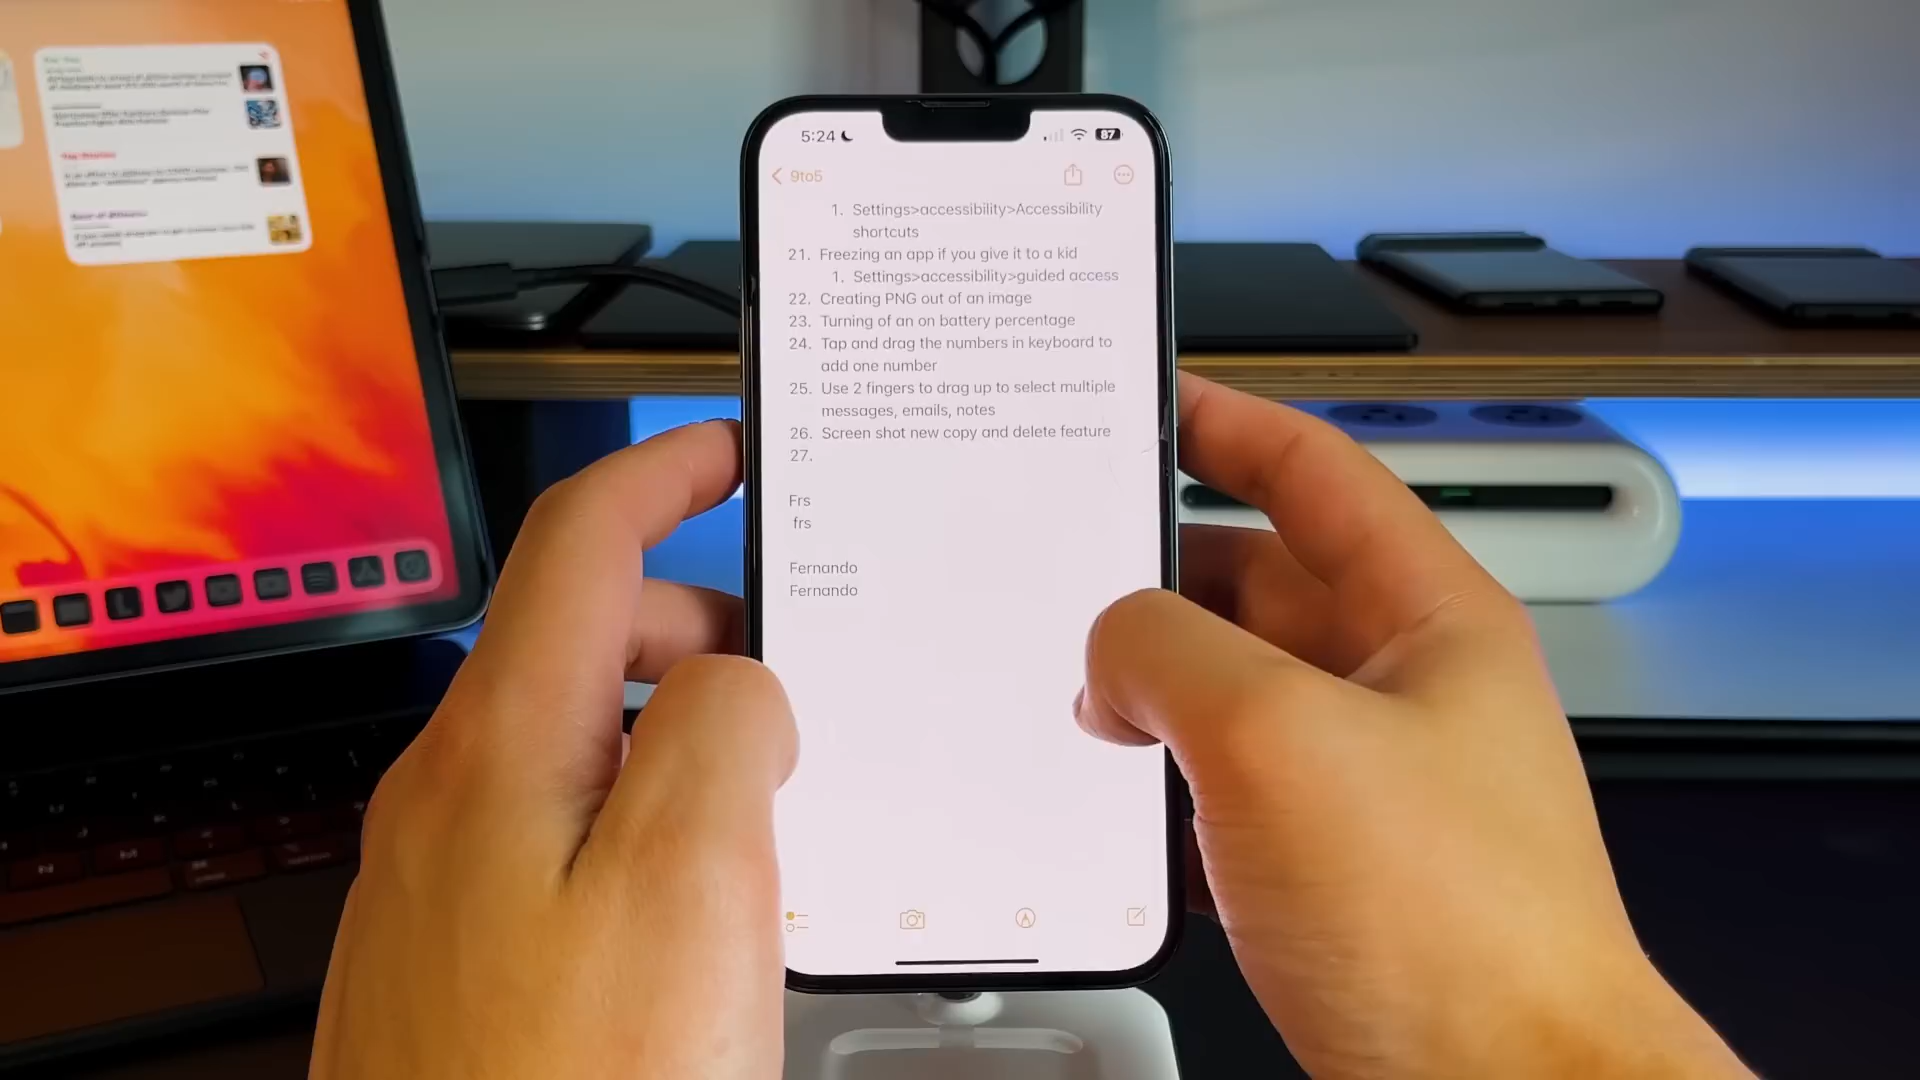 5:24
87
9to5
1. Settings>accessibility>Accessibility
shortcuts
21. Freezing an app if you give it to a kid
1. Settings>accessibility>guided access
22. Creating PNG out of an image
23. Turning of an on battery percentage
24. Tap and drag the numbers in keyboard to
add one number
25. Use 2 fingers to drag up to select multiple
messages, emails, notes
26. Screen shot new copy and delete feature
27.
Frs
frs
Fernando
Fernando